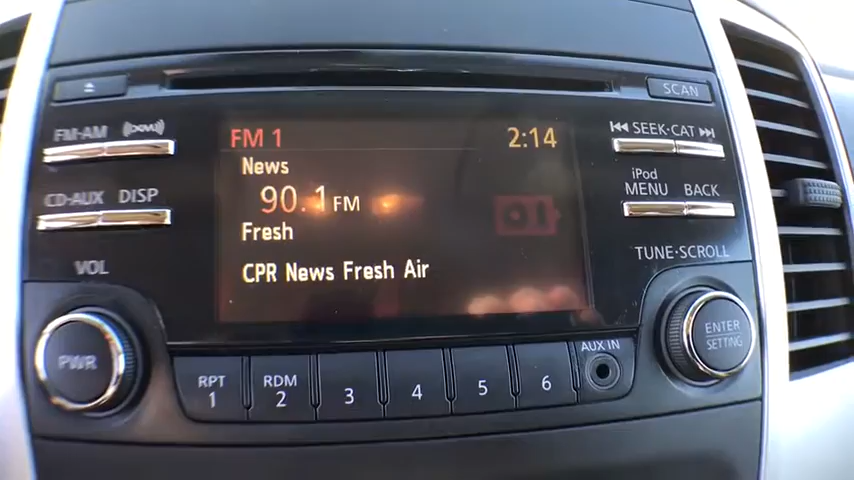 SCAN
FM·AM
SEEK·CAT
FM 1
2:14
News
90.1 FM
Fresh
CPR News Fresh Air
CD·AUX DISP
iPod
MENU BACK
VOL
TUNE·SCROLL
PWR
ENTER
SETTING
AUX IN
RPT
1
RDM
2
3
4
5
6